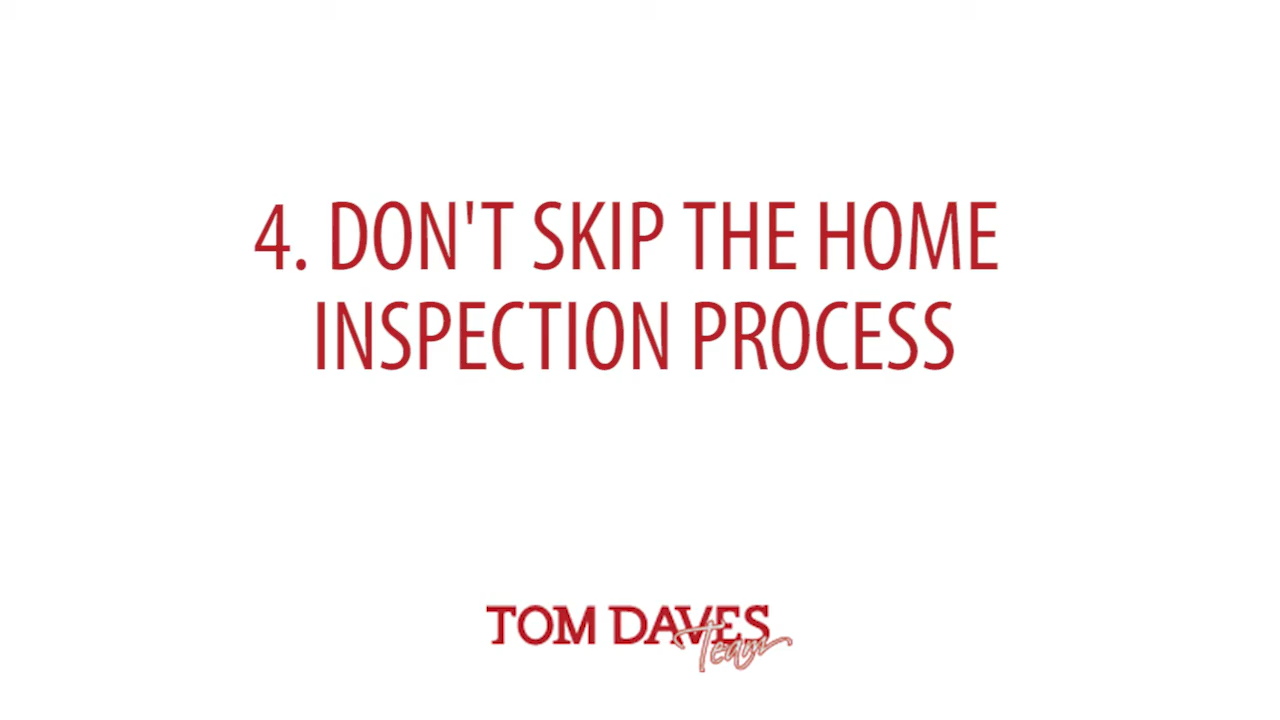 4. DON'T SKIP THE HOME
INSPECTION PROCESS
TOM DAVES
Team